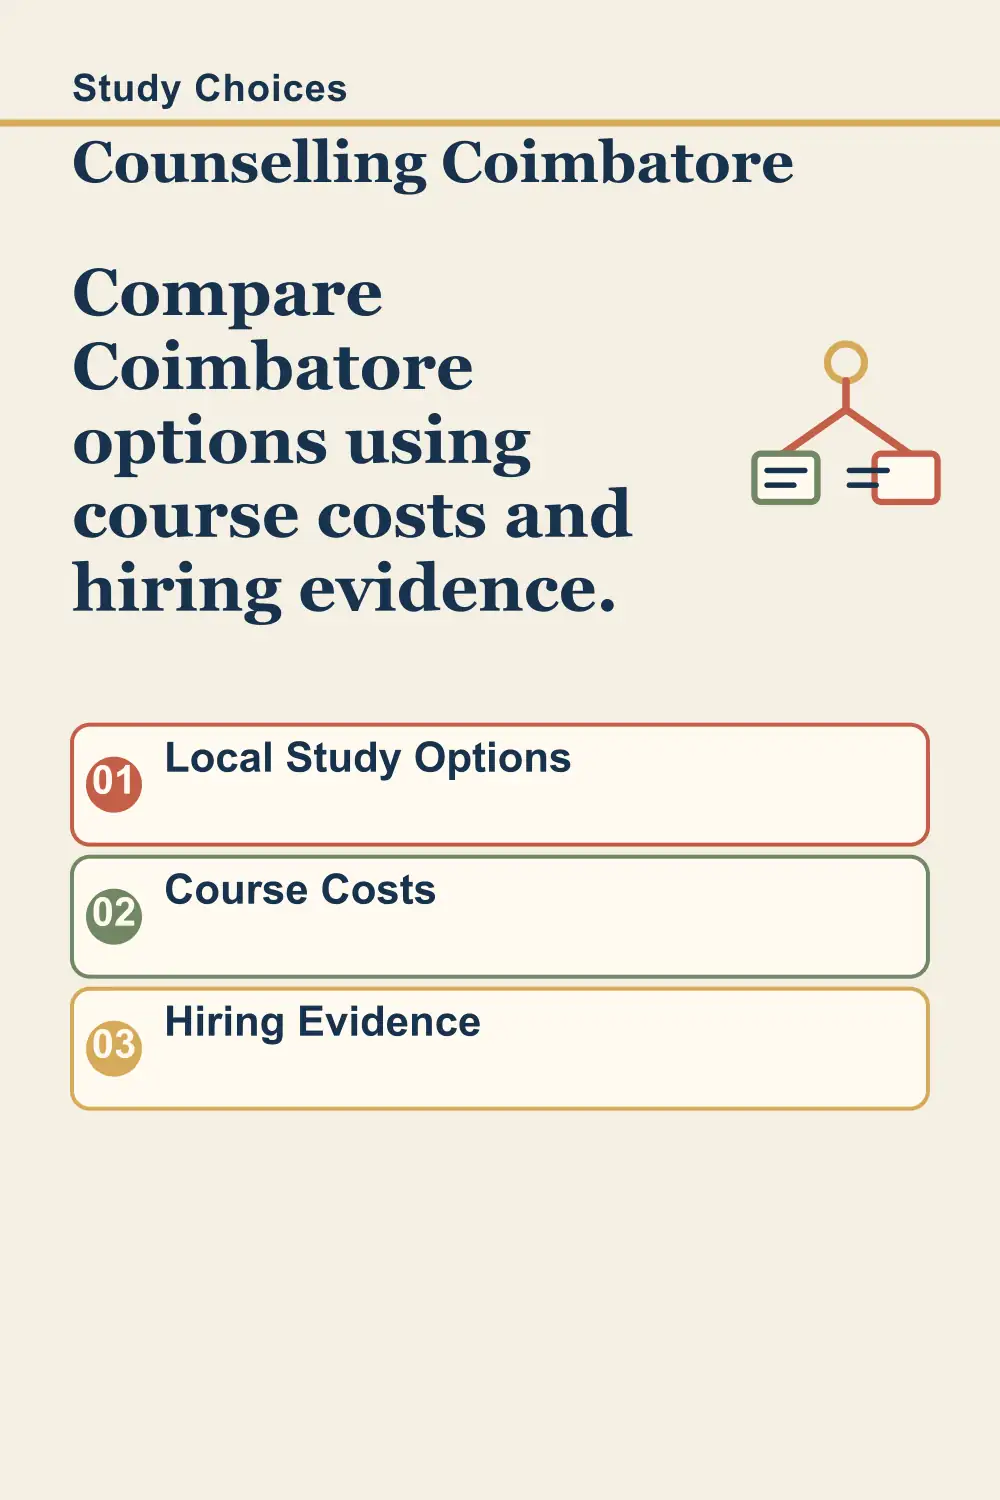 Study Choices
Counselling Coimbatore
Compare
Coimbatore
options using
course costs and
hiring evidence.
01 Local Study Options
02 Course Costs
03 Hiring Evidence